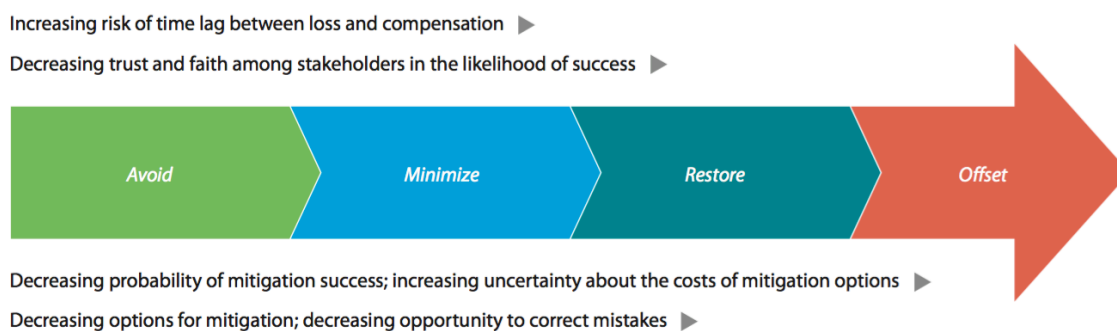 Increasing risk of time lag between loss and compensation
Decreasing trust and faith among stakeholders in the likelihood of success
Avoid
Minimize
Restore
Offset
Decreasing probability of mitigation success; increasing uncertainty about the costs of mitigation options
Decreasing options for mitigation; decreasing opportunity to correct mistakes